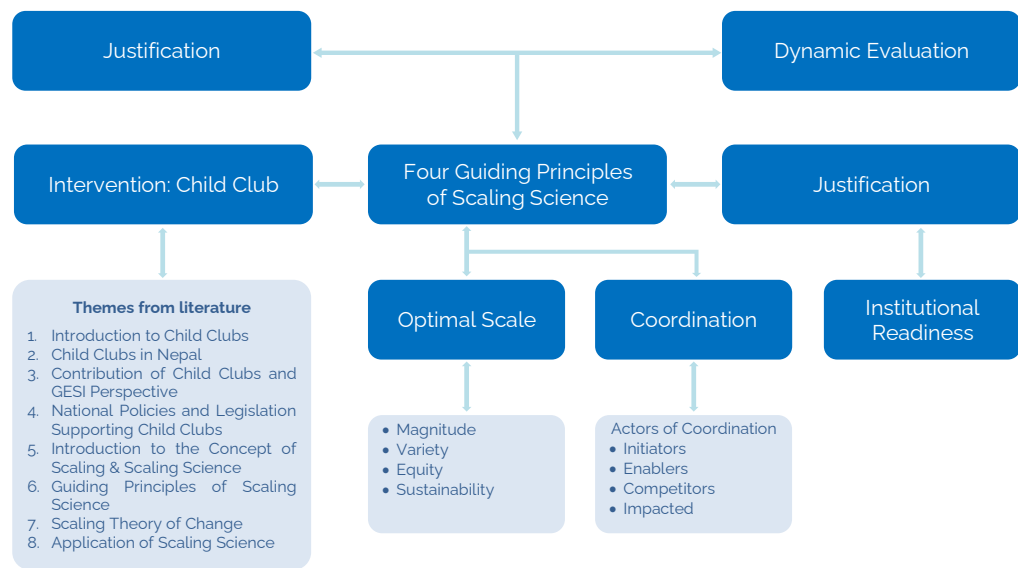 Justification
Dynamic Evaluation
Intervention: Child Club
Four Guiding Principles
of Scaling Science
Justification
Themes from literature
1. Introduction to Child Clubs
2. Child Clubs in Nepal
3. Contribution of Child Clubs and
GESI Perspective
4. National Policies and Legislation
Supporting Child Clubs
5. Introduction to the Concept of
Scaling & Scaling Science
6. Guiding Principles of Scaling
Science
7. Scaling Theory of Change
8. Application of Scaling Science
Optimal Scale
Coordination
Institutional
Readiness
• Magnitude
• Variety
• Equity
• Sustainability
Actors of Coordination
• Initiators
• Enablers
• Competitors
• Impacted